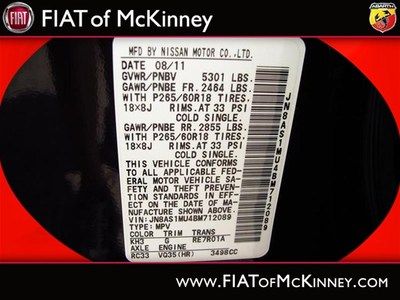 FIAT
FIAT of McKinney
ABARTH
MFD BY NISSAN MOTOR CO.,LTD.
DATE 08/11
GVWR/PNBV 5301 LBS.
GAWR/PNBE FR. 2464 LBS.
WITH P265/60R18 TIRES,
18X8J RIMS, AT 33 PSI
COLD SINGLE.
GAWR/PNBE RR. 2855 LBS.
WITH P265/60R18 TIRES,
18X8J RIMS, AT 33 PSI
COLD SINGLE.
THIS VEHICLE CONFORMS
TO ALL APPLICABLE FED-
ERAL MOTOR VEHICLE SA-
FETY AND THEFT PREVEN-
TION STANDARDS IN EFF-
ECT ON THE DATE OF MA-
NUFACTURE SHOWN ABOVE.
VIN: JN8AS1MU4BM712089
TYPE: MPV
COLOR TRIM TRANS
KH3 G RE7R01A
AXLE ENGINE
RC33 VQ35(HR) 3498CC
JN8AS1MU4BM712089
www.FIATofMcKinney.com